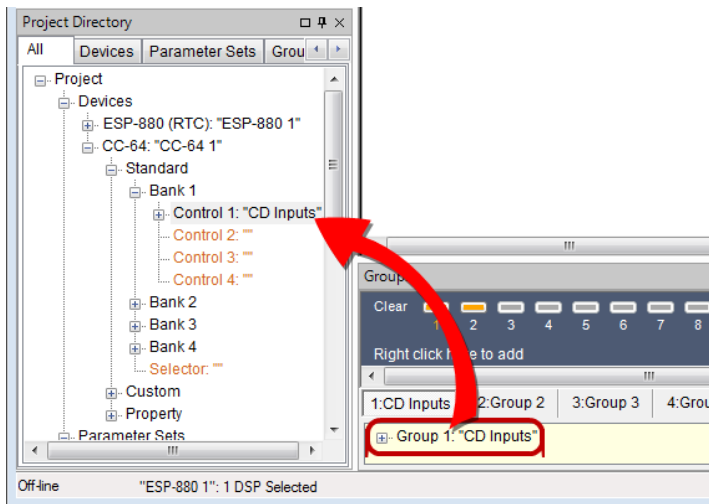 Project Directory
All Devices Parameter Sets Grou
Project
Devices
ESP-880 (RTC): "ESP-880 1"
CC-64: "CC-64 1"
Standard
Bank 1
Control 1: "CD Inputs"
Control 2: ""
Control 3: ""
Control 4: ""
Bank 2
Bank 3
Bank 4
Selector: ""
Custom
Property
Parameter Sets
Group
Clear
1 2 3 4 5 6 7 8
Right click here to add
1:CD Inputs 2:Group 2 3:Group 3 4:Grou
Group 1: "CD Inputs"
Off-line "ESP-880 1": 1 DSP Selected